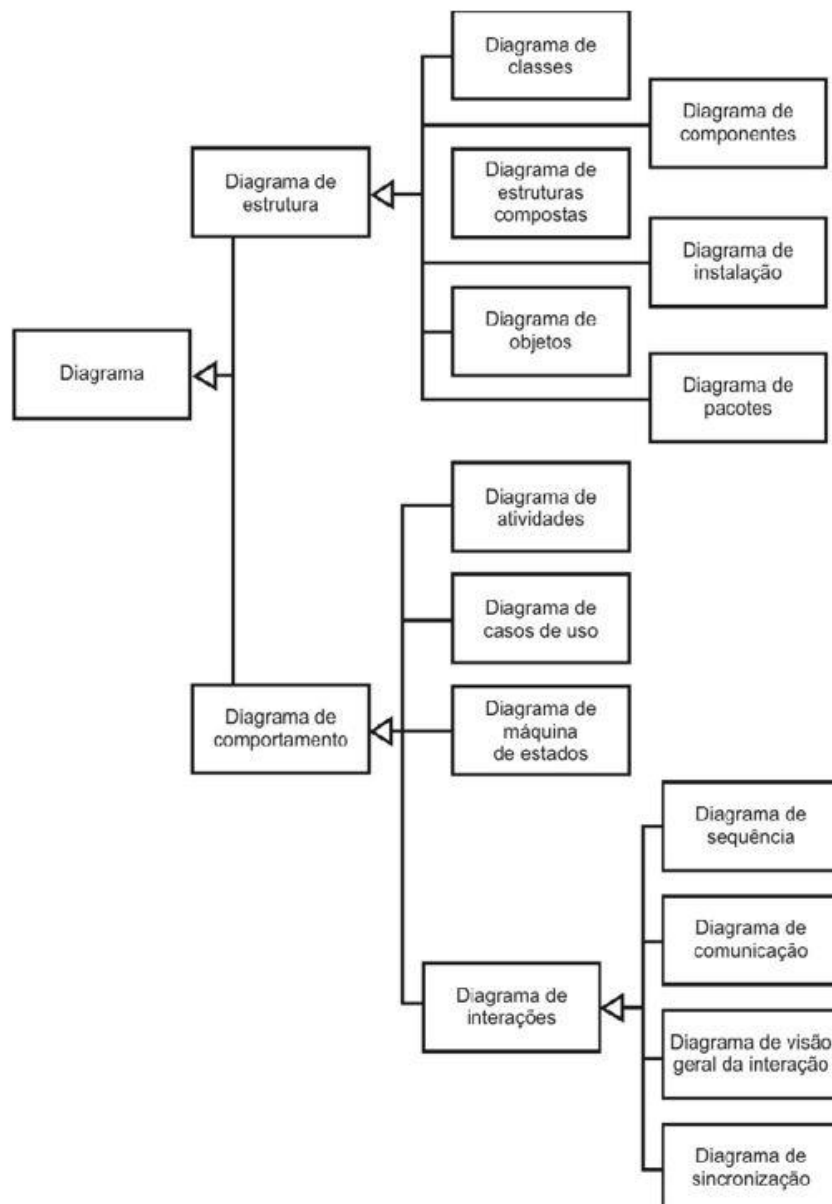 Diagrama de
classes
Diagrama de
componentes
Diagrama de
estrutura
Diagrama de
estruturas
compostas
Diagrama de
instalação
Diagrama de
objetos
Diagrama
Diagrama de
pacotes
Diagrama de
atividades
Diagrama de
casos de uso
Diagrama de
comportamento
Diagrama de
máquina
de estados
Diagrama de
sequência
Diagrama de
comunicação
Diagrama de
interações
Diagrama de visão
geral da interação
Diagrama de
sincronização